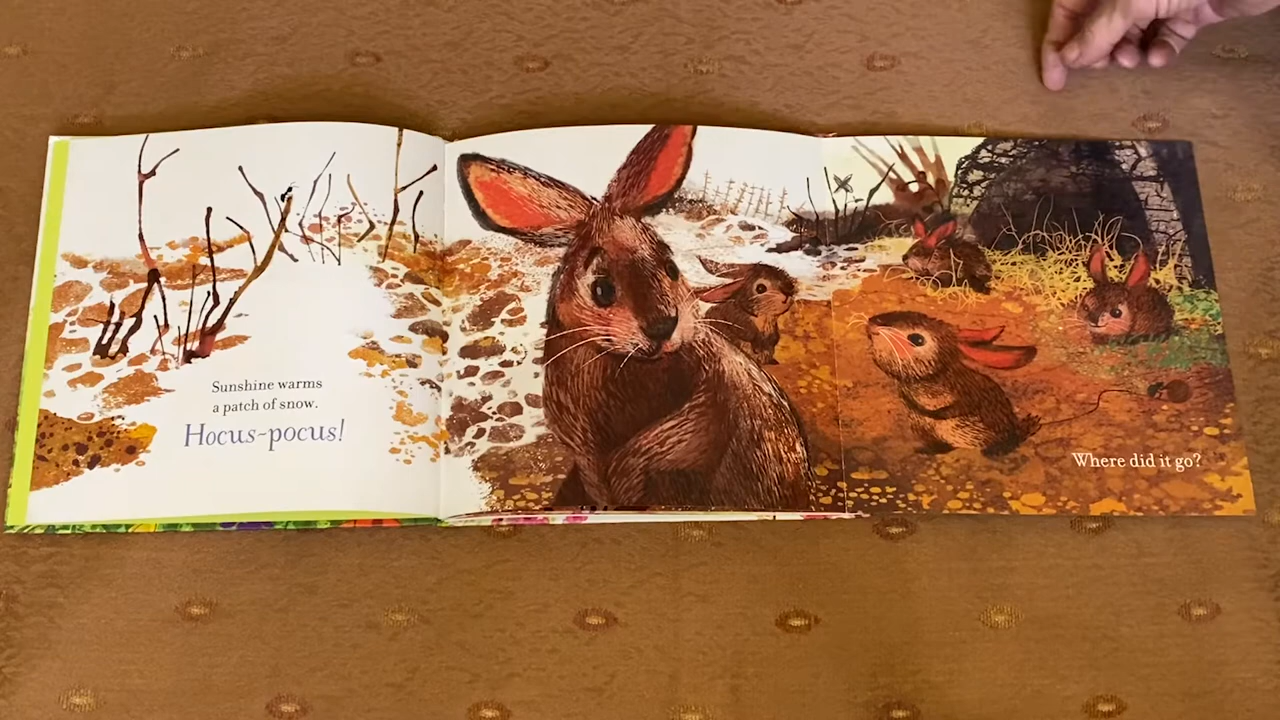 Sunshine warms
a patch of snow.
Hocus-pocus!
Where did it go?